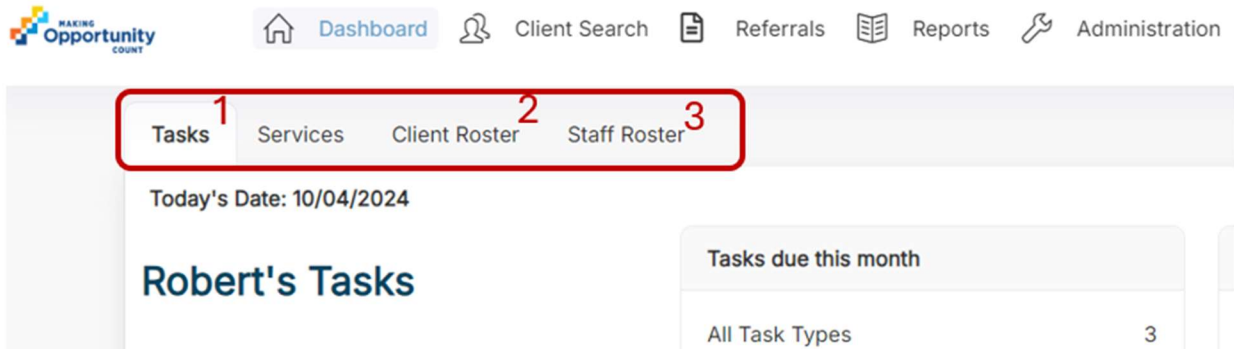 MAKING
Opportunity
COUNT
Dashboard Client Search Referrals Reports Administration
1 2 3
Tasks Services Client Roster Staff Roster
Today's Date: 10/04/2024
Robert's Tasks
Tasks due this month
All Task Types 3